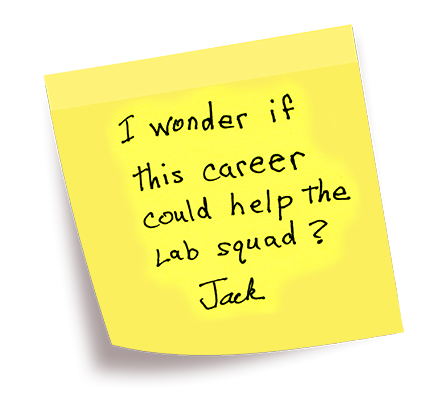 I wonder if
this career
could help the
Lab squad?
Jack